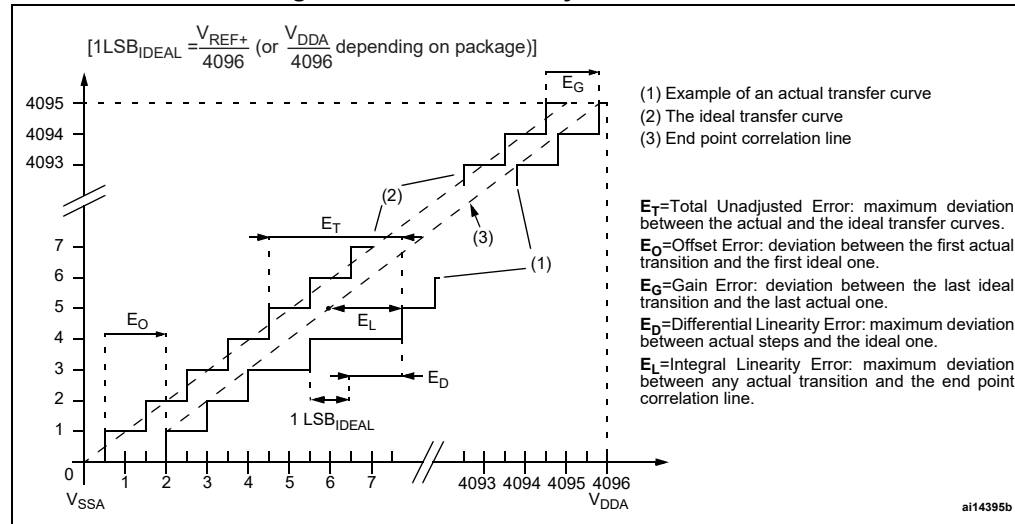 [1LSBIDEAL = VREF+/4096 (or VDDA/4096 depending on package)]
EG
4095
4094
4093
7
6
5
4
3
2
1
0
(2)
ET
(3)
(1)
EO
EL
ED
1 LSBIDEAL
1 2 3 4 5 6 7 4093 4094 4095 4096
VSSA VDDA
(1) Example of an actual transfer curve
(2) The ideal transfer curve
(3) End point correlation line
ET=Total Unadjusted Error: maximum deviation
between the actual and the ideal transfer curves.
EO=Offset Error: deviation between the first actual
transition and the first ideal one.
EG=Gain Error: deviation between the last ideal
transition and the last actual one.
ED=Differential Linearity Error: maximum deviation
between actual steps and the ideal one.
EL=Integral Linearity Error: maximum deviation
between any actual transition and the end point
correlation line.
ai14395b